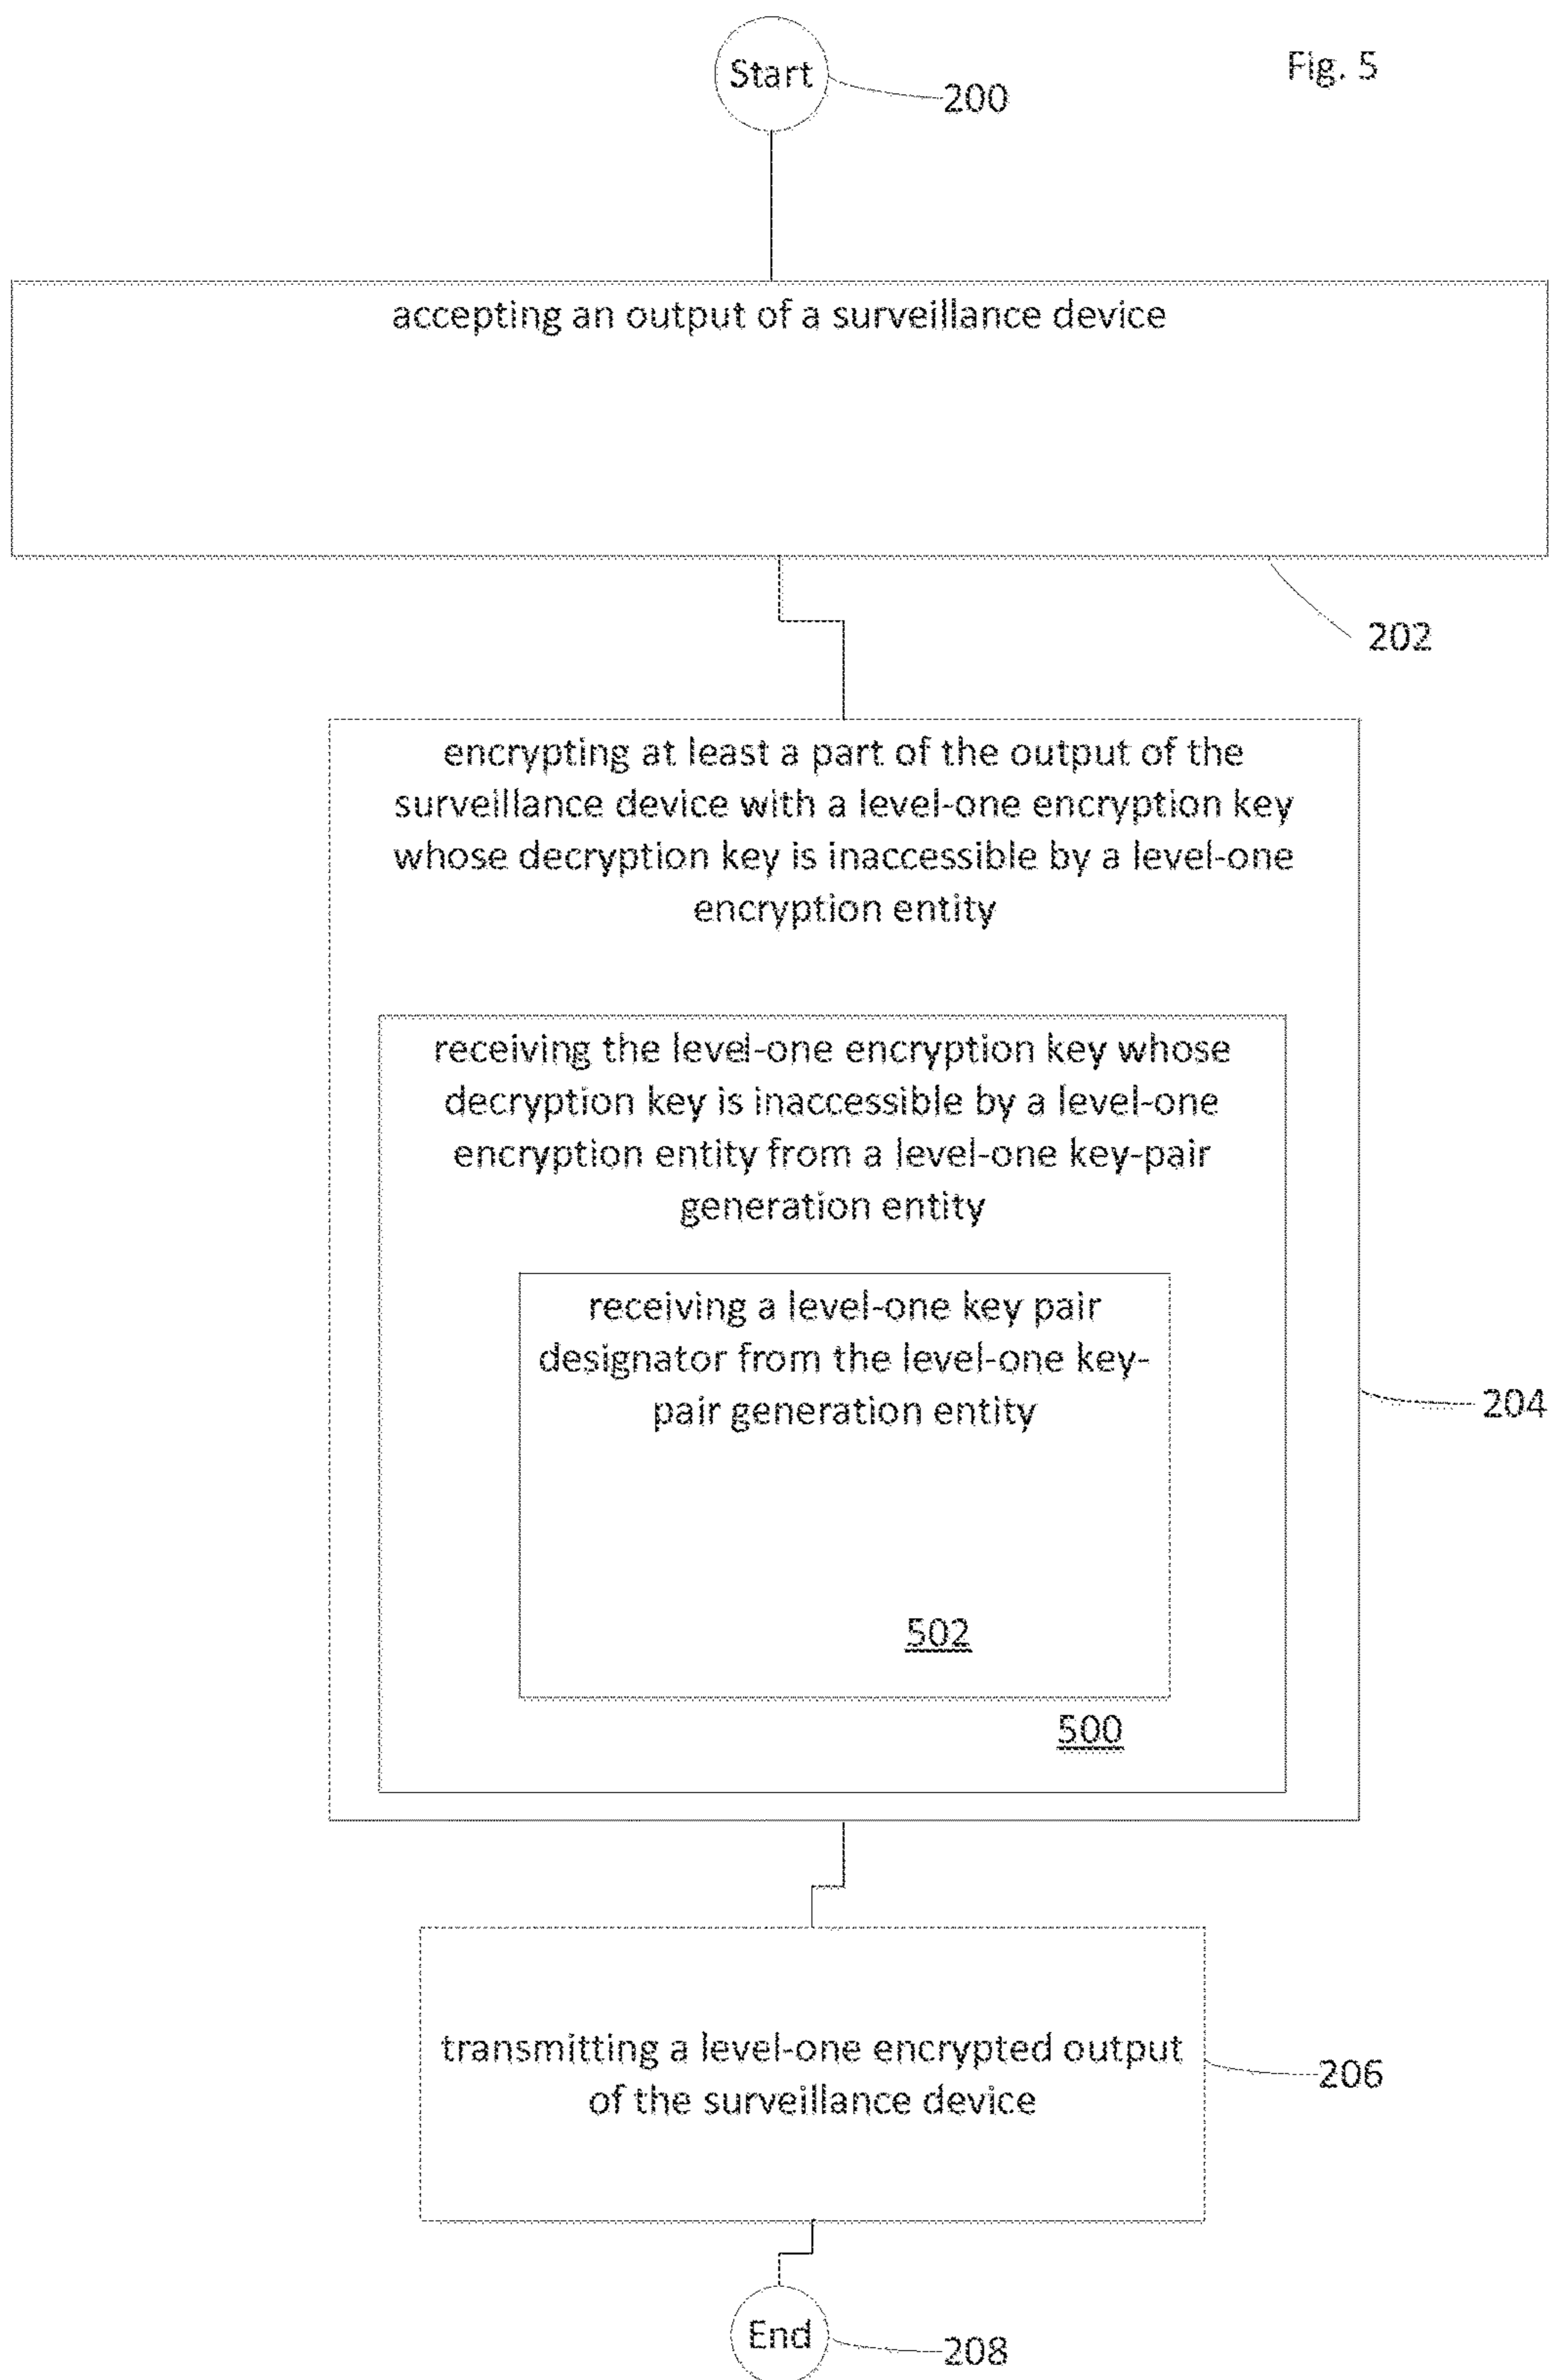 Fig. 5
Start
200
accepting an output of a surveillance device
202
encrypting at least a part of the output of the
surveillance device with a level-one encryption key
whose decryption key is inaccessible by a level-one
encryption entity
receiving the level-one encryption key whose
decryption key is inaccessible by a level-one
encryption entity from a level-one key-pair
generation entity
receiving a level-one key pair
designator from the level-one key-
pair generation entity
204
502
500
transmitting a level-one encrypted output
of the surveillance device
206
End
208